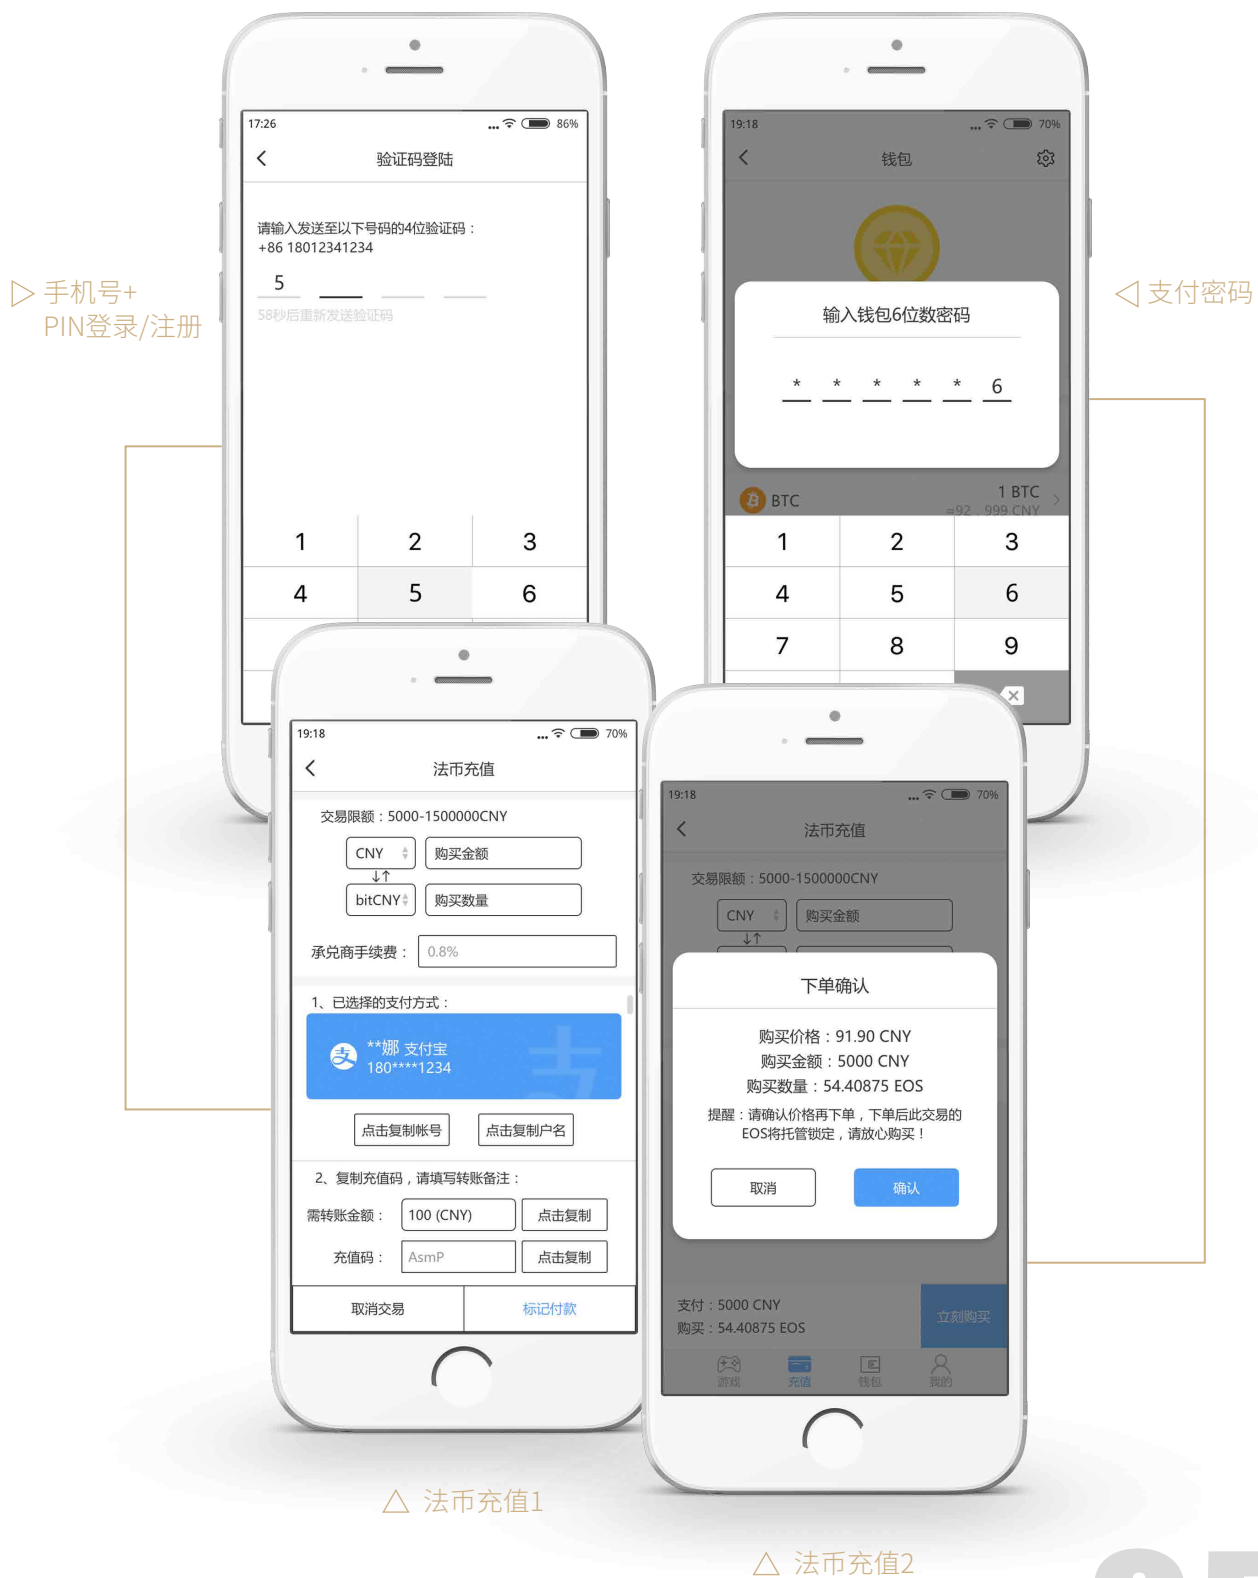 17:26
86%
验证码登陆
请输入发送至以下号码的4位验证码：
+86 18012341234
5
58秒后重新发送验证码
1 2 3
4 5 6
手机号+
PIN登录/注册
19:18
70%
钱包
输入钱包6位数密码
* * * * * 6
BTC
1 BTC
≈92，999 CNY
1 2 3
4 5 6
7 8 9
支付密码
19:18
70%
法币充值
交易限额：5000-1500000CNY
CNY 购买金额
↓↑
bitCNY 购买数量
承兑商手续费： 0.8%
1、已选择的支付方式：
支
**娜 支付宝
180****1234
点击复制帐号 点击复制户名
2、复制充值码，请填写转账备注：
需转账金额： 100 (CNY) 点击复制
充值码： AsmP 点击复制
取消交易 标记付款
法币充值1
19:18
70%
法币充值
交易限额：5000-1500000CNY
CNY 购买金额
↓↑
下单确认
购买价格：91.90 CNY
购买金额：5000 CNY
购买数量：54.40875 EOS
提醒：请确认价格再下单，下单后此交易的
EOS将托管锁定，请放心购买！
取消 确认
支付：5000 CNY
购买：54.40875 EOS
立刻购买
游戏 充值 钱包 我的
法币充值2